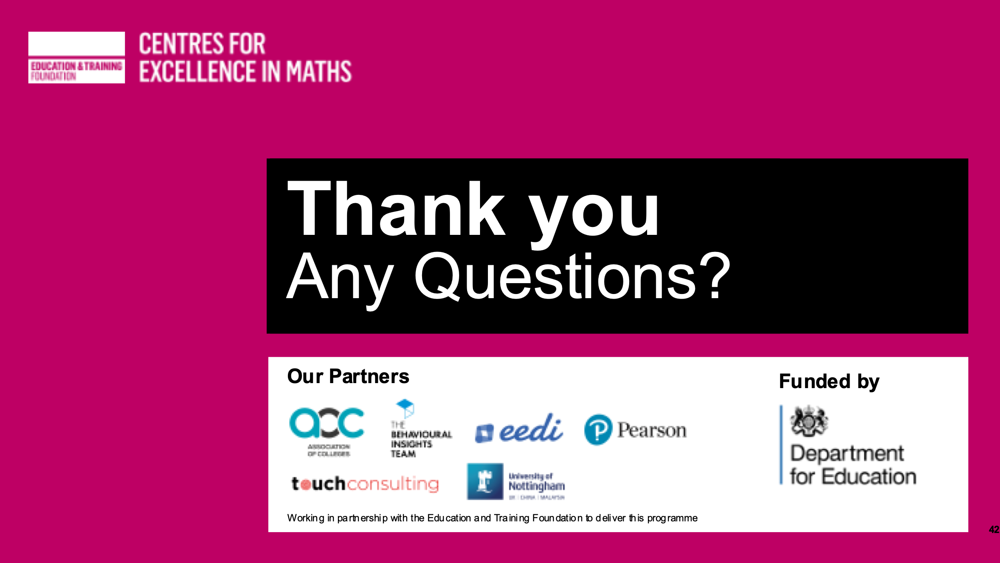 EDUCATION & TRAINING
FOUNDATION
CENTRES FOR
EXCELLENCE IN MATHS
Thank you
Any Questions?
Our Partners
Funded by
aoc
ASSOCIATION
OF COLLEGES
THE
BEHAVIOURAL
INSIGHTS
TEAM
eedi
Pearson
Department
for Education
touchconsulting
University of
Nottingham
UK | CHINA | MALAYSIA
Working in partnership with the Education and Training Foundation to deliver this programme
42